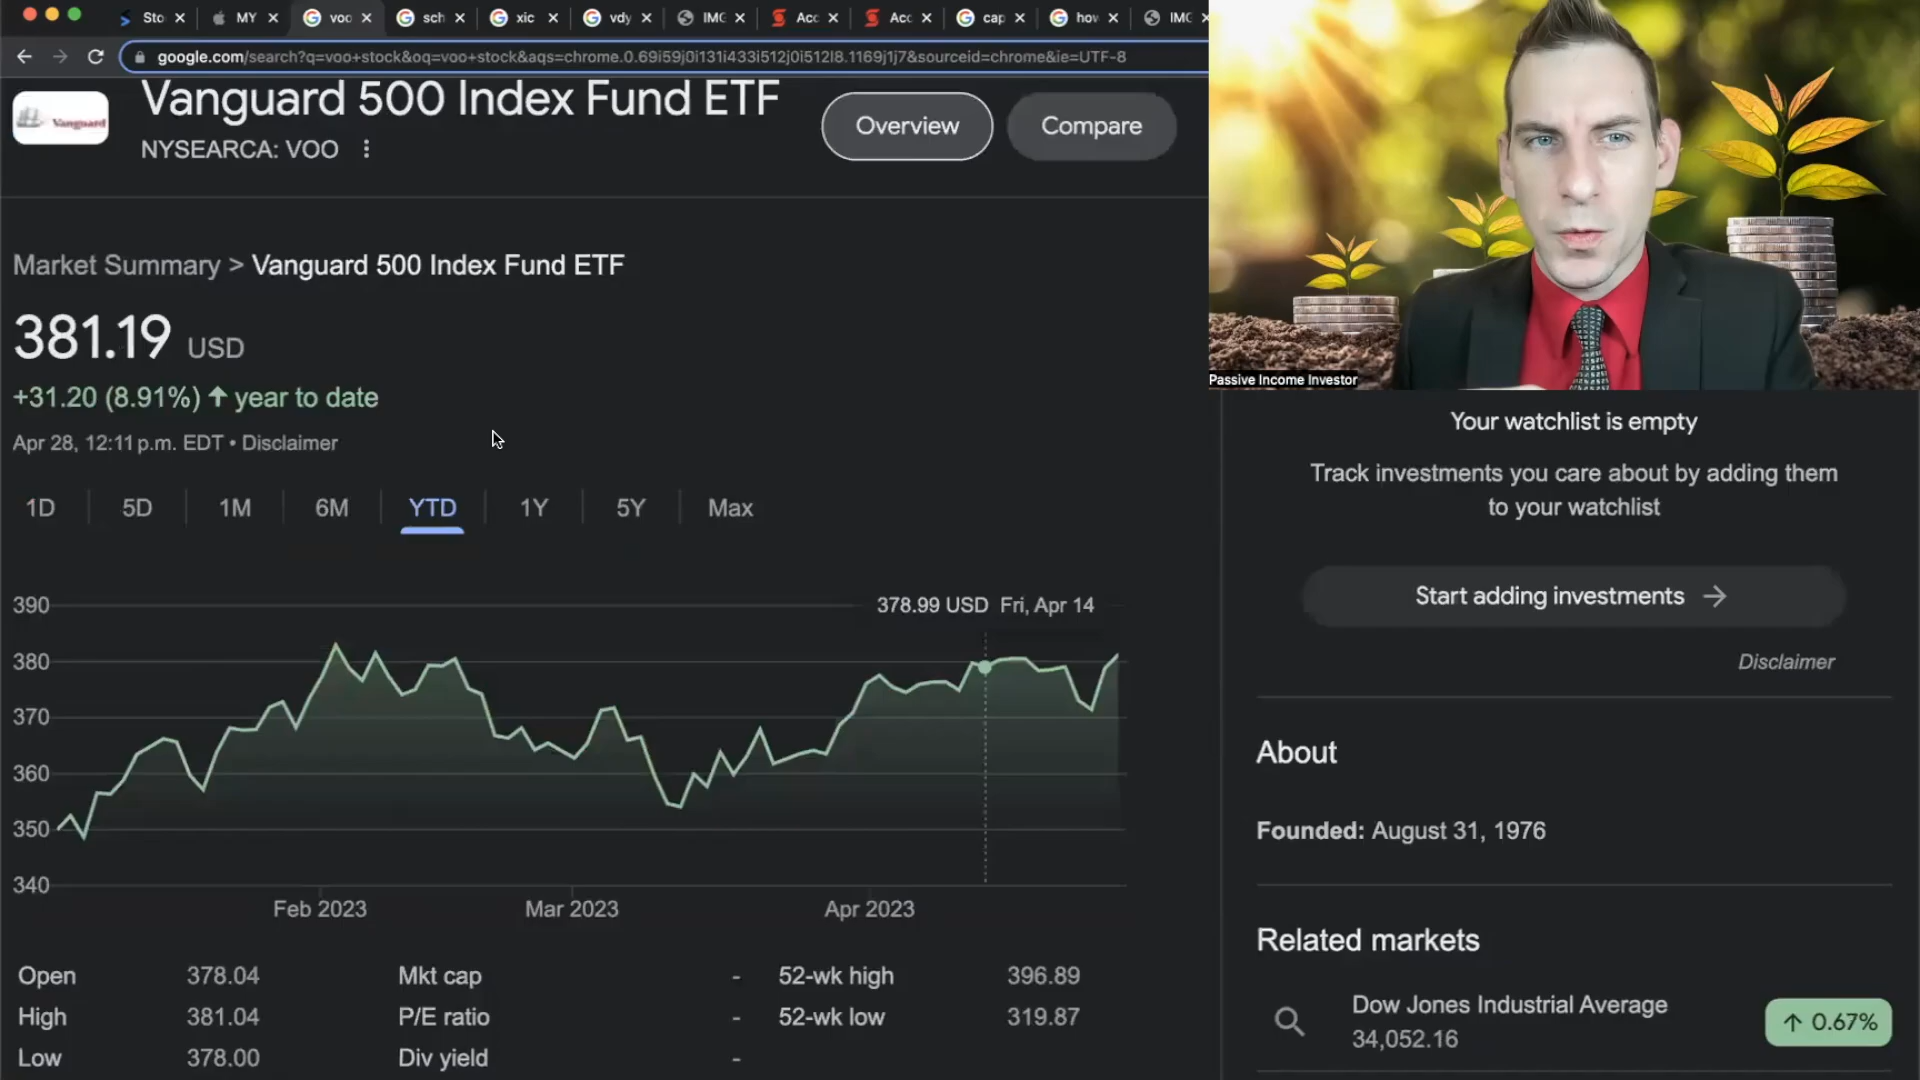 Sto
MY
voo
sch
xic
vdy
IMG
Acc
Acc
cap
how
IMG
google.com/search?q=voo+stock&oq=voo+stock&aqs=chrome.0.69i59j0i131i433i512j0i512l8.1169j1j7&sourceid=chrome&ie=UTF-8
Vanguard
Vanguard 500 Index Fund ETF
NYSEARCA: VOO
Overview
Compare
Market Summary > Vanguard 500 Index Fund ETF
381.19 USD
+31.20 (8.91%) ↑ year to date
Apr 28, 12:11 p.m. EDT • Disclaimer
1D 5D 1M 6M YTD 1Y 5Y Max
378.99 USD Fri, Apr 14
390
380
370
360
350
340
Feb 2023 Mar 2023 Apr 2023
Open 378.04 Mkt cap - 52-wk high 396.89
High 381.04 P/E ratio - 52-wk low 319.87
Low 378.00 Div yield -
Passive Income Investor
Your watchlist is empty
Track investments you care about by adding them
to your watchlist
Start adding investments →
Disclaimer
About
Founded: August 31, 1976
Related markets
Dow Jones Industrial Average
34,052.16
↑ 0.67%